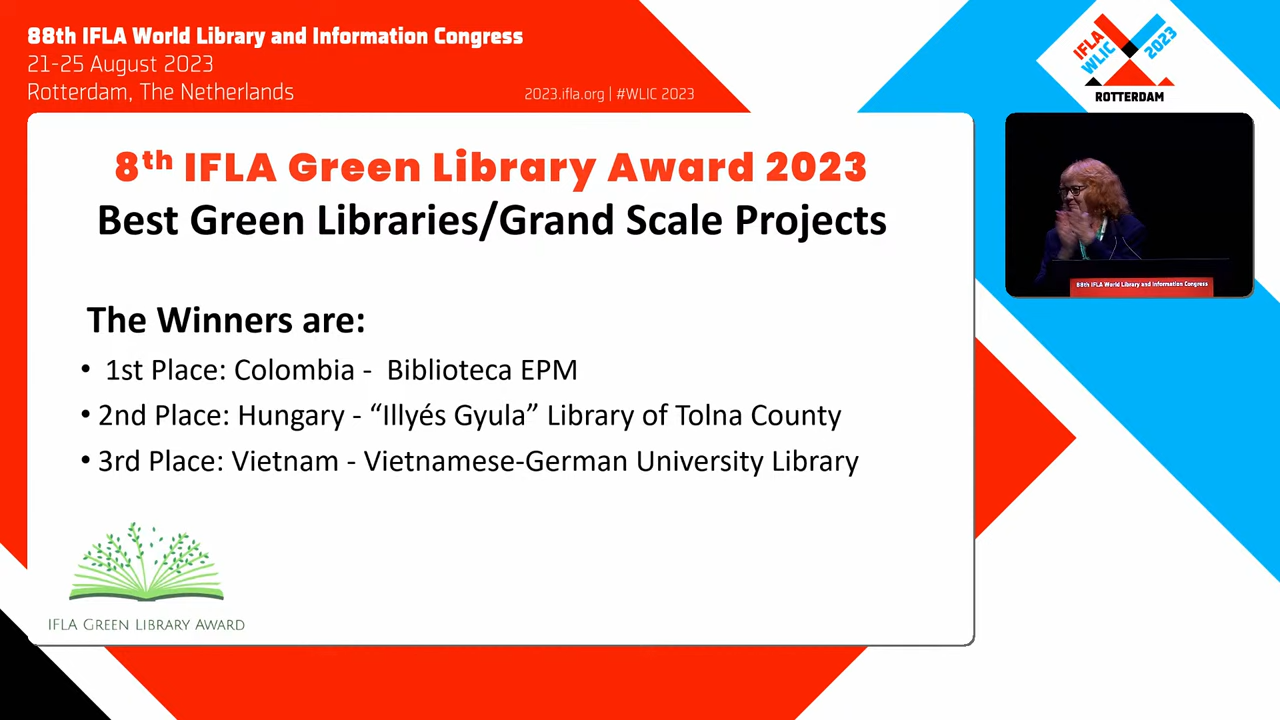 88th IFLA World Library and Information Congress
21-25 August 2023
Rotterdam, The Netherlands
2023.ifla.org | #WLIC 2023
IFLA
WLIC
2023
ROTTERDAM
8th IFLA Green Library Award 2023
Best Green Libraries/Grand Scale Projects
The Winners are:
• 1st Place: Colombia - Biblioteca EPM
• 2nd Place: Hungary - “Illyés Gyula” Library of Tolna County
• 3rd Place: Vietnam - Vietnamese-German University Library
IFLA GREEN LIBRARY AWARD
88th IFLA World Library and Information Congress